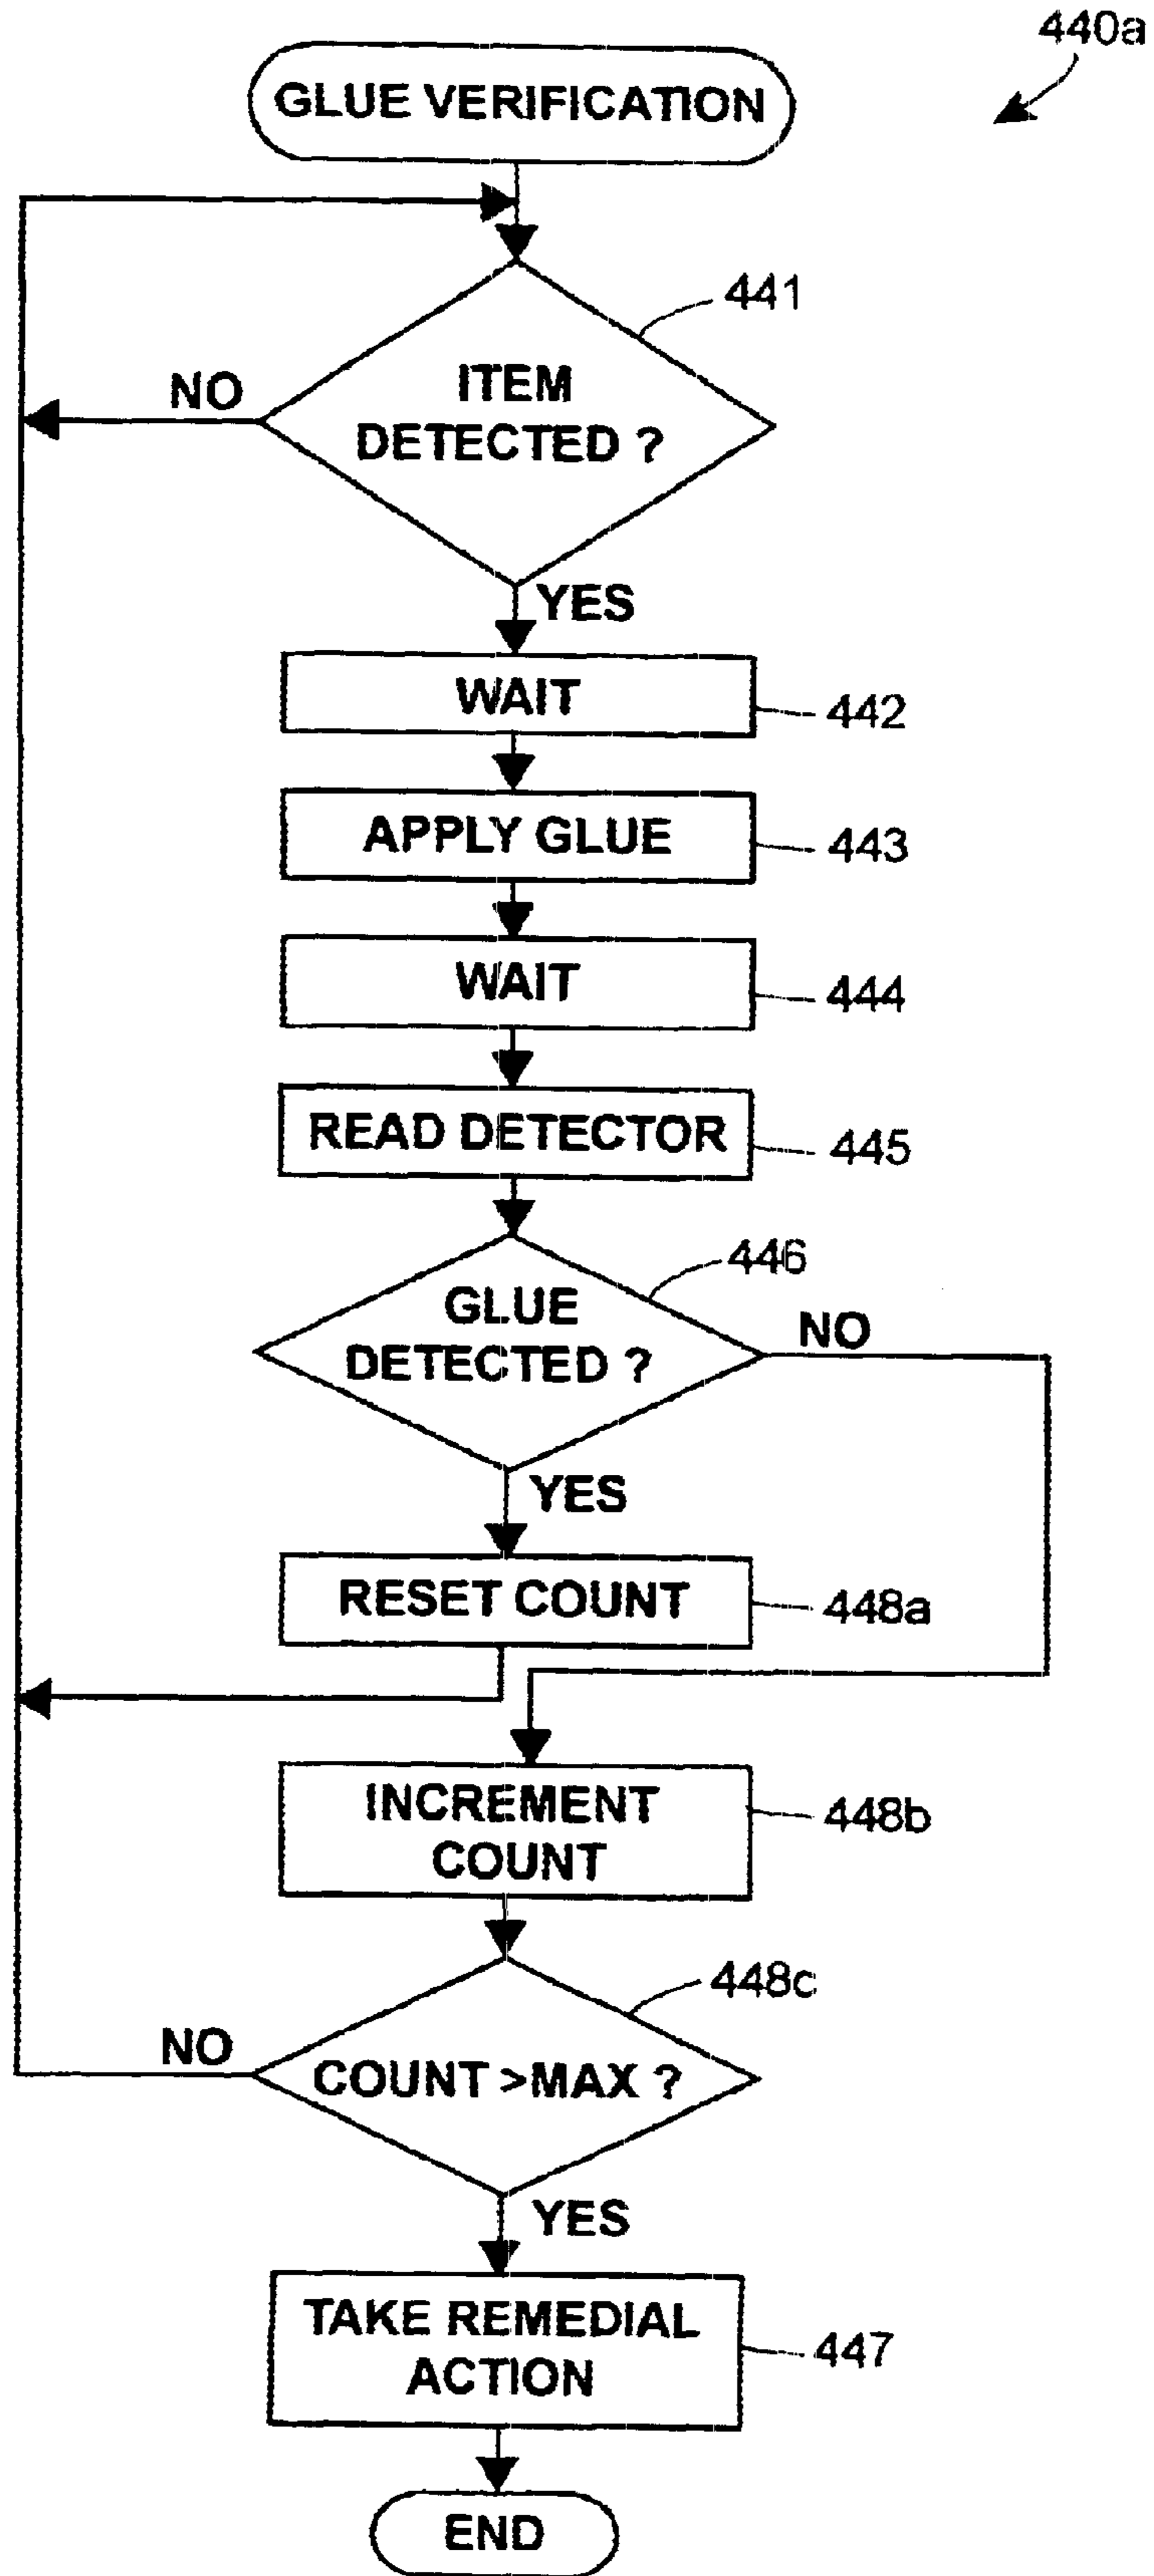 440a
GLUE VERIFICATION
441
ITEM
DETECTED ?
NO
YES
WAIT
442
APPLY GLUE
443
WAIT
444
READ DETECTOR
445
446
GLUE
DETECTED ?
NO
YES
RESET COUNT
448a
INCREMENT
COUNT
448b
448c
NO
COUNT >MAX ?
YES
TAKE REMEDIAL
ACTION
447
END